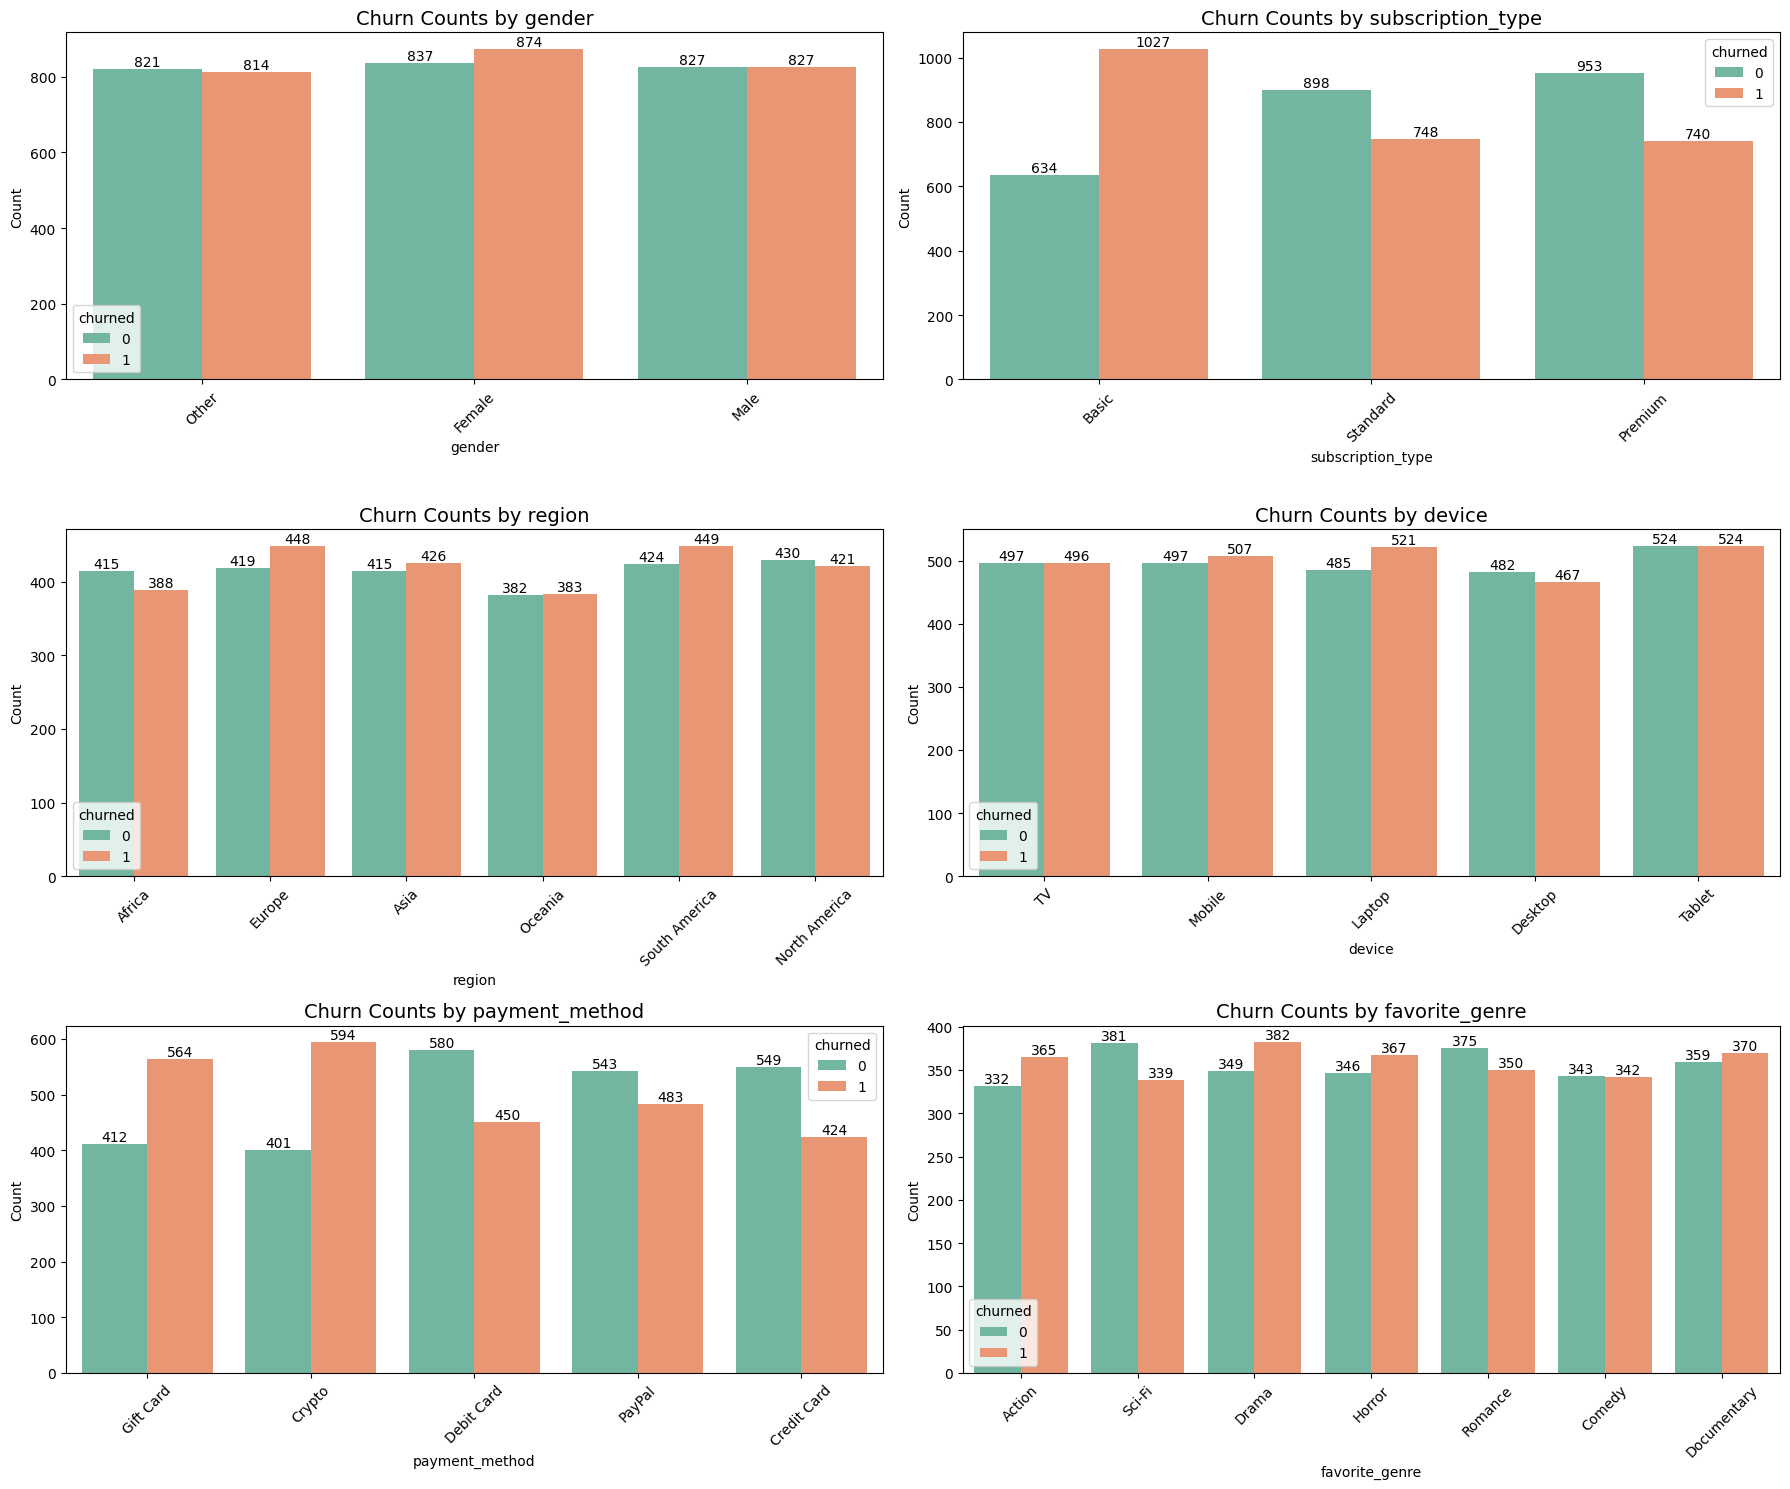 Churn Counts by gender
Count
800
600
400
200
0
821
814
837
874
827
827
churned
0
1
Other
Female
Male
gender
Churn Counts by subscription_type
Count
1000
800
600
400
200
0
634
1027
898
748
953
740
churned
0
1
Basic
Standard
Premium
subscription_type
Churn Counts by region
Count
400
300
200
100
0
415
388
419
448
415
426
382
383
424
449
430
421
churned
0
1
Africa
Europe
Asia
Oceania
South America
North America
region
Churn Counts by device
Count
500
400
300
200
100
0
497
496
497
507
485
521
482
467
524
524
churned
0
1
TV
Mobile
Laptop
Desktop
Tablet
device
Churn Counts by payment_method
Count
600
500
400
300
200
100
0
412
564
401
594
580
450
543
483
549
424
churned
0
1
Gift Card
Crypto
Debit Card
PayPal
Credit Card
payment_method
Churn Counts by favorite_genre
Count
400
350
300
250
200
150
100
50
0
332
365
381
339
349
382
346
367
375
350
343
342
359
370
churned
0
1
Action
Sci-Fi
Drama
Horror
Romance
Comedy
Documentary
favorite_genre